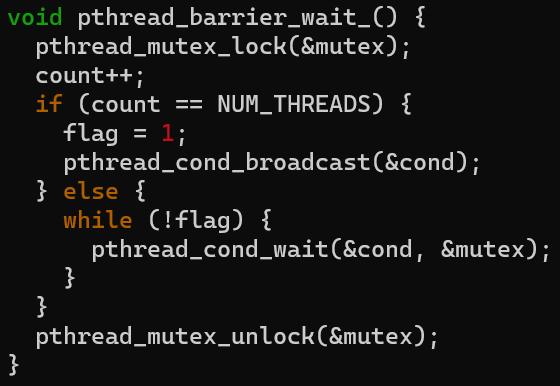 void pthread_barrier_wait_() {
  pthread_mutex_lock(&mutex);
  count++;
  if (count == NUM_THREADS) {
    flag = 1;
    pthread_cond_broadcast(&cond);
  } else {
    while (!flag) {
      pthread_cond_wait(&cond, &mutex);
    }
  }
  pthread_mutex_unlock(&mutex);
}